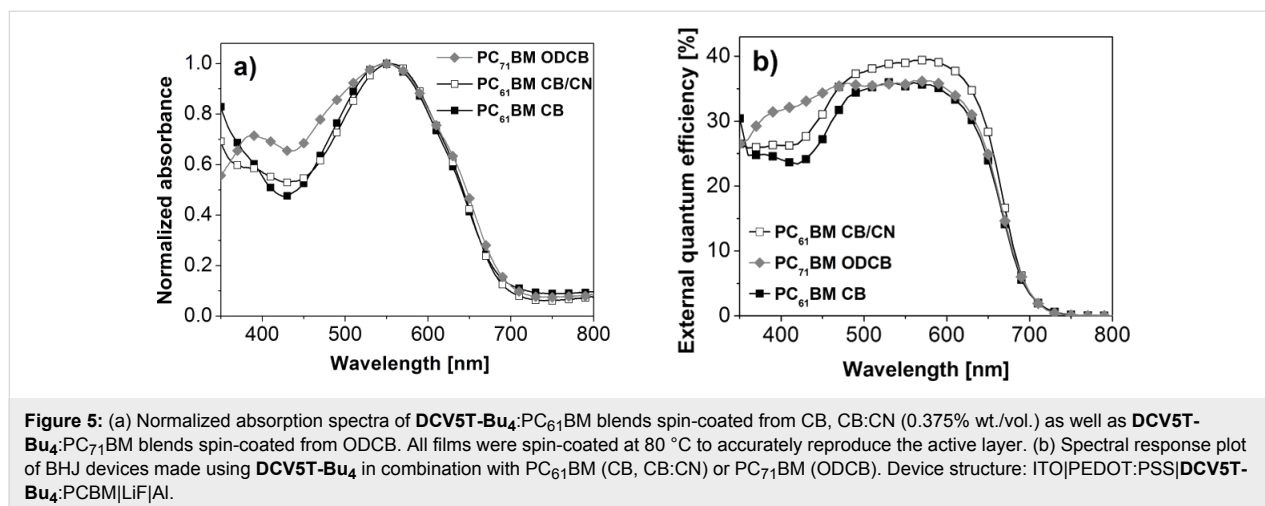 a)
PC71BM ODCB
PC61BM CB/CN
PC61BM CB
Normalized absorbance
1.0
0.8
0.6
0.4
0.2
0.0
400 500 600 700 800
Wavelength [nm]
b)
External quantum efficiency [%]
40
30
20
10
0
PC61BM CB/CN
PC71BM ODCB
PC61BM CB
400 500 600 700 800
Wavelength [nm]
Figure 5: (a) Normalized absorption spectra of DCV5T-Bu4:PC61BM blends spin-coated from CB, CB:CN (0.375% wt./vol.) as well as DCV5T-
Bu4:PC71BM blends spin-coated from ODCB. All films were spin-coated at 80 °C to accurately reproduce the active layer. (b) Spectral response plot
of BHJ devices made using DCV5T-Bu4 in combination with PC61BM (CB, CB:CN) or PC71BM (ODCB). Device structure: ITO|PEDOT:PSS|DCV5T-
Bu4:PCBM|LiF|Al.